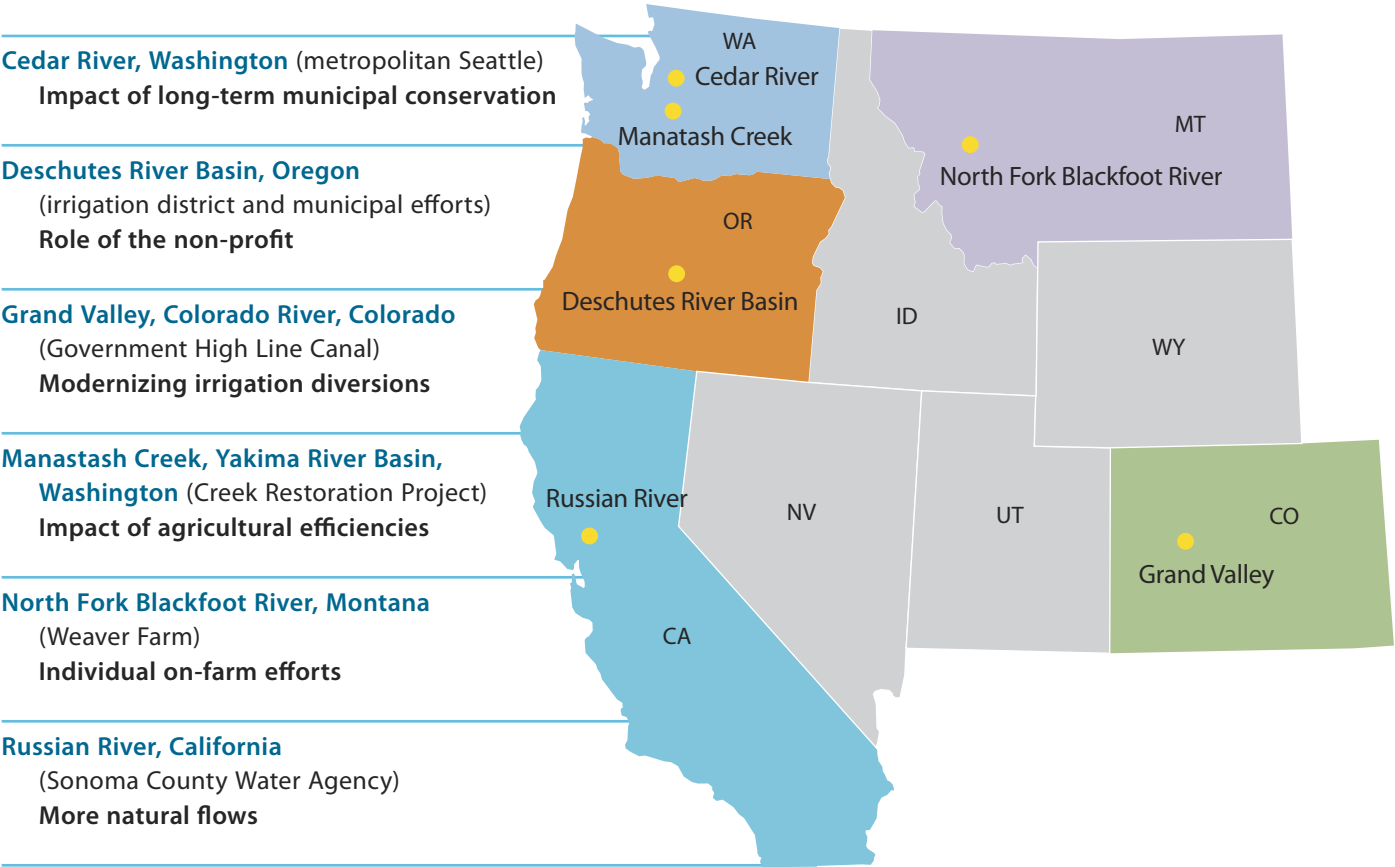 Cedar River, Washington (metropolitan Seattle)
Impact of long-term municipal conservation
Deschutes River Basin, Oregon
(irrigation district and municipal efforts)
Role of the non-profit
Grand Valley, Colorado River, Colorado
(Government High Line Canal)
Modernizing irrigation diversions
Manastash Creek, Yakima River Basin,
Washington (Creek Restoration Project)
Impact of agricultural efficiencies
North Fork Blackfoot River, Montana
(Weaver Farm)
Individual on-farm efforts
Russian River, California
(Sonoma County Water Agency)
More natural flows
WA
Cedar River
Manatash Creek
MT
North Fork Blackfoot River
OR
Deschutes River Basin
ID
WY
Russian River
NV
UT
CO
Grand Valley
CA